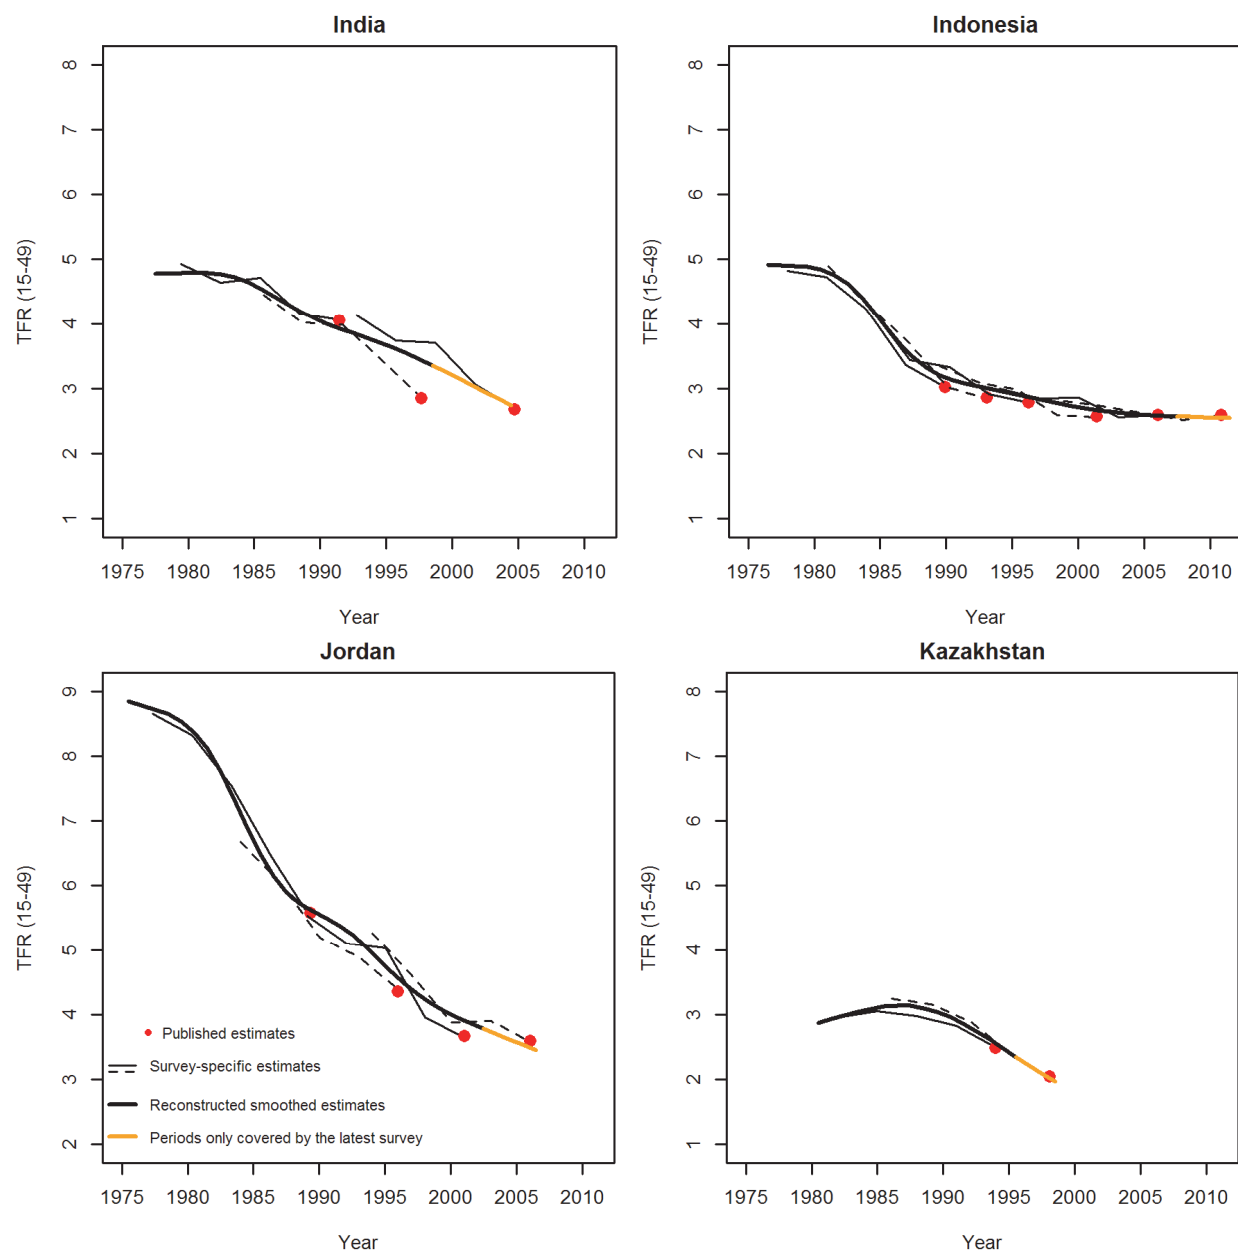 India
8
7
6
5
4
3
2
1
TFR (15-49)
1975 1980 1985 1990 1995 2000 2005 2010
Year
Indonesia
8
7
6
5
4
3
2
1
TFR (15-49)
1975 1980 1985 1990 1995 2000 2005 2010
Year
Jordan
9
8
7
6
5
4
3
2
TFR (15-49)
Published estimates
Survey-specific estimates
Reconstructed smoothed estimates
Periods only covered by the latest survey
1975 1980 1985 1990 1995 2000 2005 2010
Year
Kazakhstan
8
7
6
5
4
3
2
1
TFR (15-49)
1975 1980 1985 1990 1995 2000 2005 2010
Year